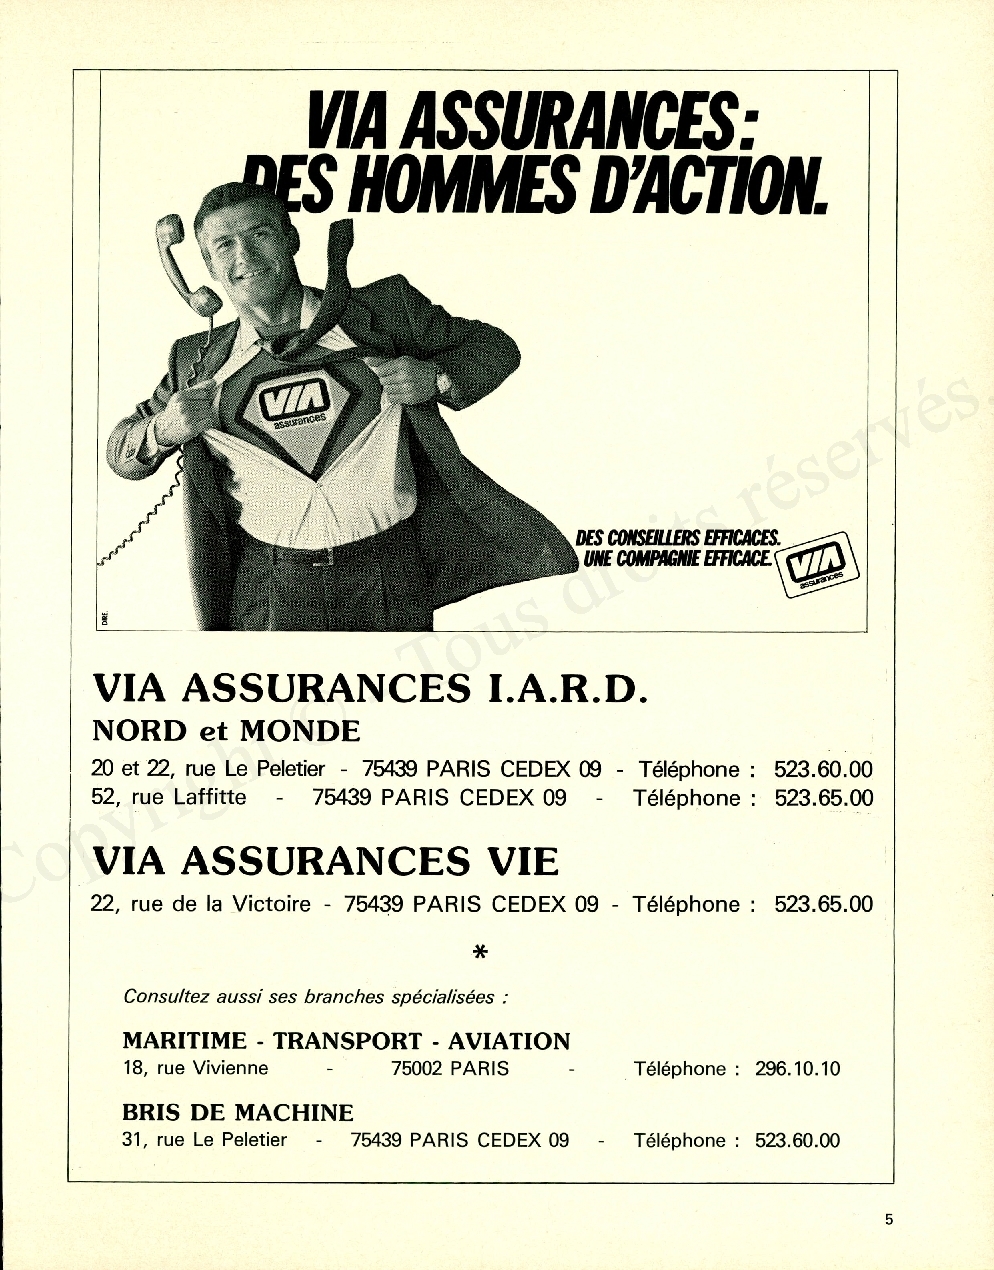 VIA ASSURANCES:
DES HOMMES D'ACTION.
VIA
assurances
DES CONSEILLERS EFFICACES.
UNE COMPAGNIE EFFICACE.
VIA
assurances
DIRE.
VIA ASSURANCES I.A.R.D.
NORD et MONDE
20 et 22, rue Le Peletier - 75439 PARIS CEDEX 09 - Téléphone : 523.60.00
52, rue Laffitte - 75439 PARIS CEDEX 09 - Téléphone : 523.65.00
VIA ASSURANCES VIE
22, rue de la Victoire - 75439 PARIS CEDEX 09 - Téléphone : 523.65.00
*
Consultez aussi ses branches spécialisées :
MARITIME - TRANSPORT - AVIATION
18, rue Vivienne - 75002 PARIS - Téléphone : 296.10.10
BRIS DE MACHINE
31, rue Le Peletier - 75439 PARIS CEDEX 09 - Téléphone : 523.60.00
5
Copyright © Tous droits réservés